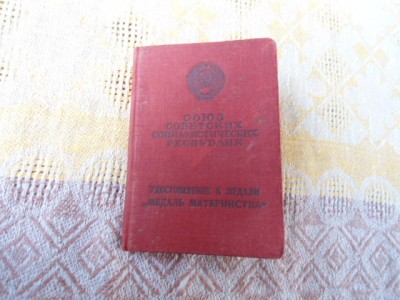 СОЮЗ
СОВЕТСКИХ
СОЦИАЛИСТИЧЕСКИХ
РЕСПУБЛИК
УДОСТОВЕРЕНИЕ К МЕДАЛИ
„МЕДАЛЬ МАТЕРИНСТВА"